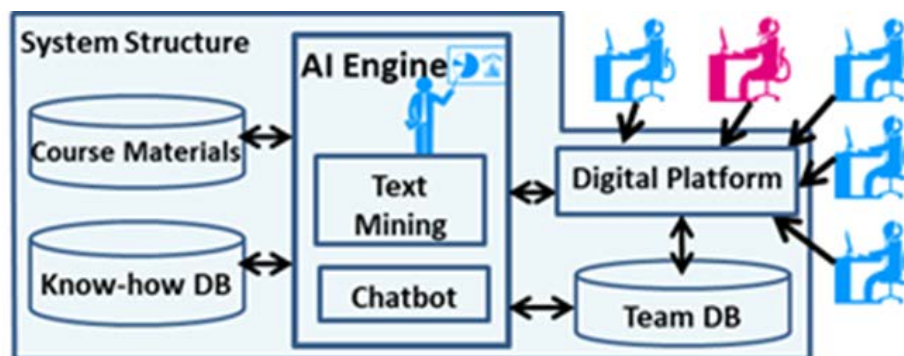 System Structure
AI Engine
Course Materials
Text
Mining
Digital Platform
Know-how DB
Chatbot
Team DB